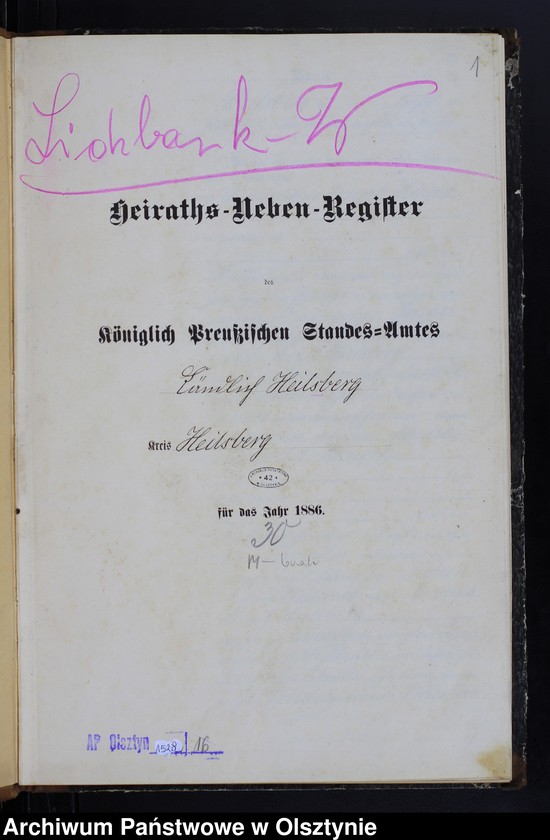 1
Lidzbark - W
Heiraths-Neben-Register
des
Königlich Preußischen Standes-Amtes
Ländlich Heilsberg
Kreis Heilsberg
42
für das Jahr 1886.
30
M-
AP Olsztyn 1528 16
Archiwum Państwowe w Olsztynie